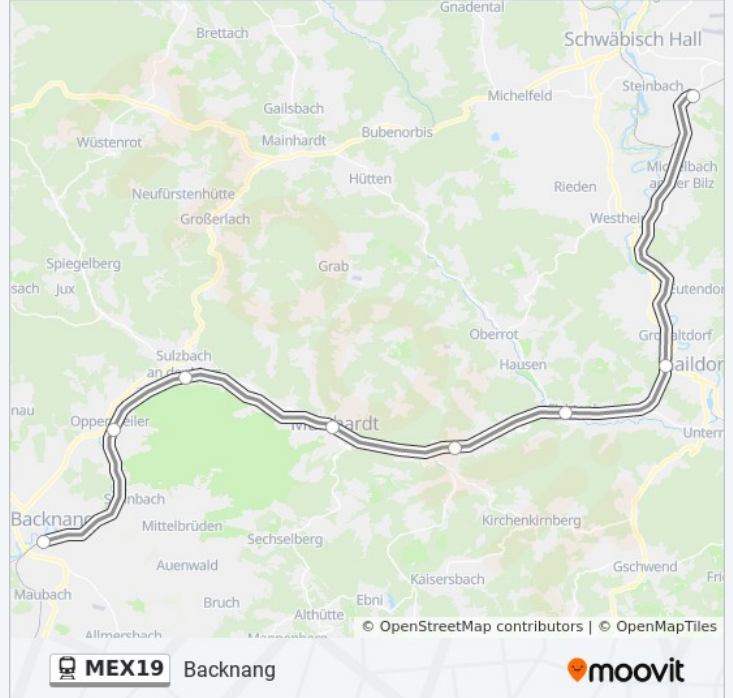 Gnadental
Brettach
Schwäbisch Hall
Steinbach
Michelfeld
Gailsbach
Bubenorbis
Wüstenrot
Mainhardt
Hütten
Rieden
Neufürstenhütte
Großerlach
Spiegelberg
Grab
Jux
Oberrot
Sulzbach
Hausen
Backnang
Mittelbrüden
Kirchenkirnberg
Sechselberg
Auenwald
Gschwend
Kaisersbach
Maubach
Bruch
Ebni
Althütte
Allmersbach
© OpenStreetMap contributors | © OpenMapTiles
MEX19 Backnang
moovit